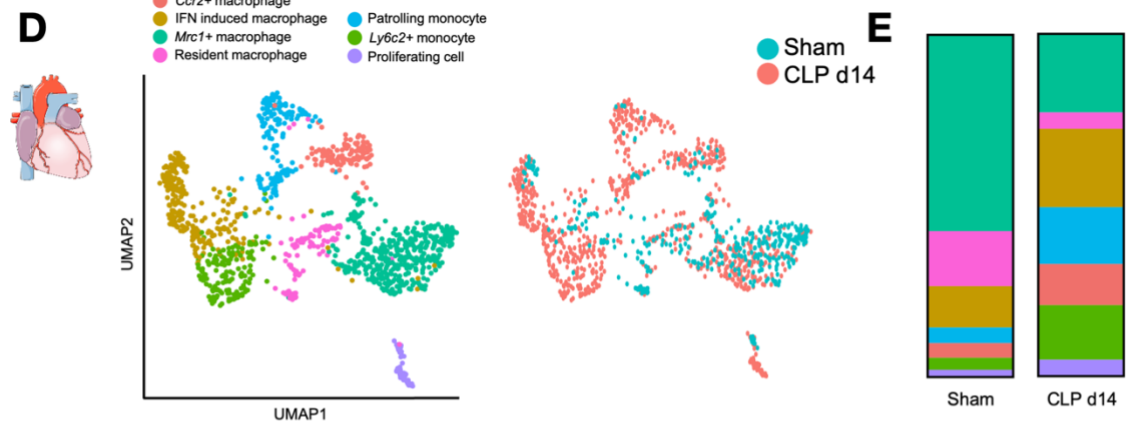 D
Ccr2+ macrophage
IFN induced macrophage
Mrc1+ macrophage
Resident macrophage
Patrolling monocyte
Ly6c2+ monocyte
Proliferating cell
UMAP2
UMAP1
Sham
CLP d14
E
Sham
CLP d14